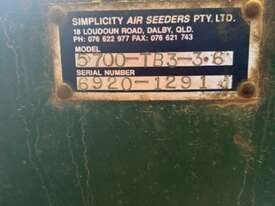 SIMPLICITY AIR SEEDERS PTY. LTD.
18 LOUDOUN ROAD, DALBY, QLD.
PH: 076 622 977 FAX: 076 621 743
MODEL
5700-TB3-3.6
SERIAL NUMBER
6920-1291J